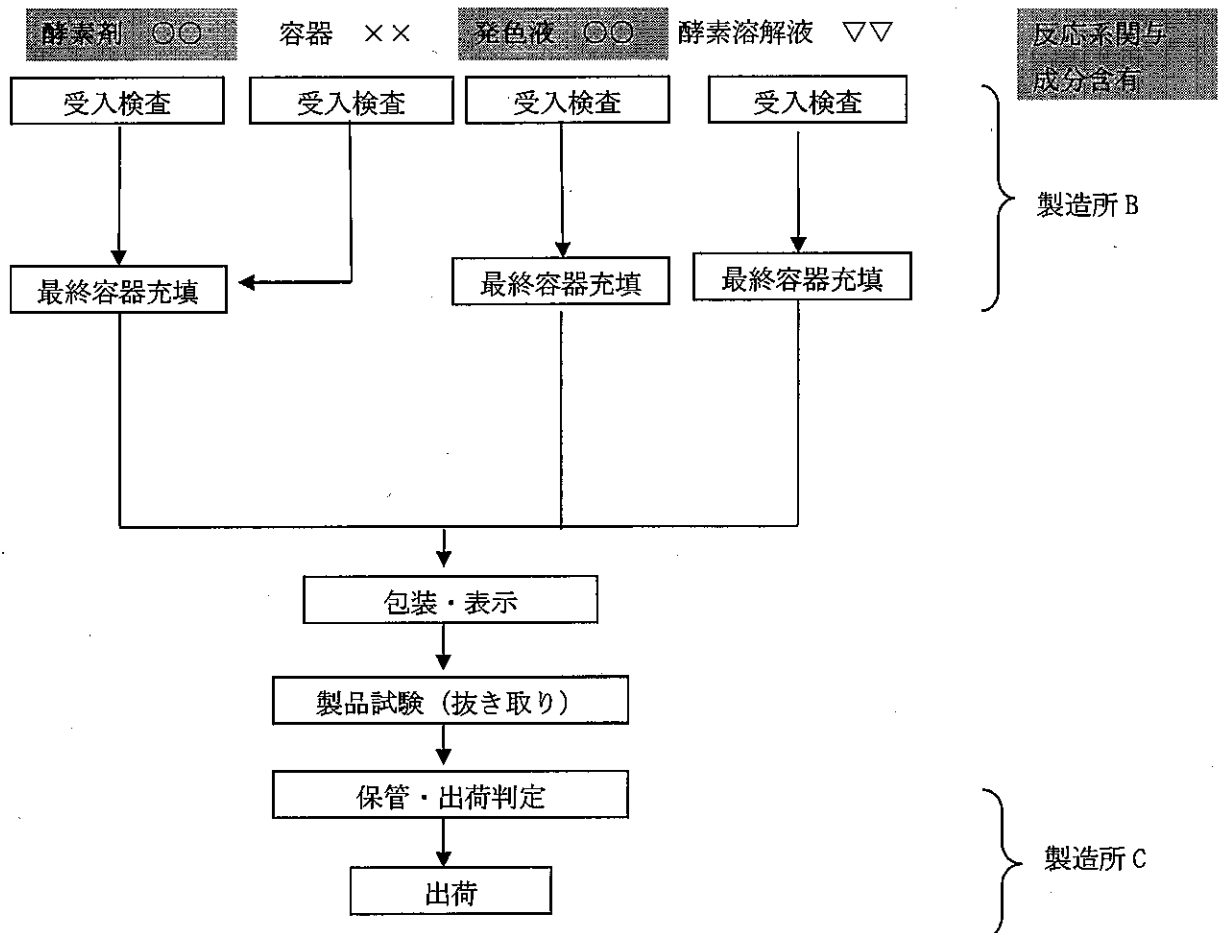 酵素剤 ○○
容器 ××
発色液 ○○
酵素溶解液 ▽▽
反応系関与
成分含有
受入検査
受入検査
受入検査
受入検査
製造所 B
最終容器充填
最終容器充填
最終容器充填
包装・表示
製品試験（抜き取り）
保管・出荷判定
製造所 C
出荷